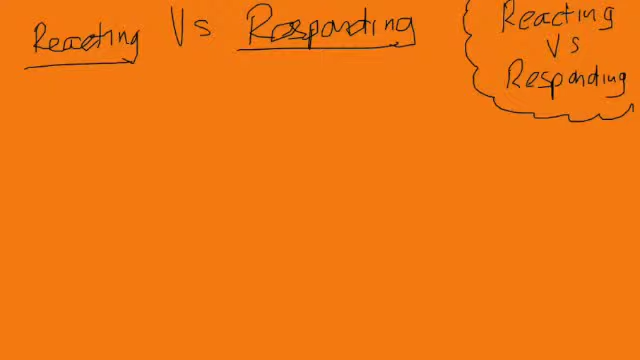 Reacting Vs Responding
Reacting
Vs
Responding